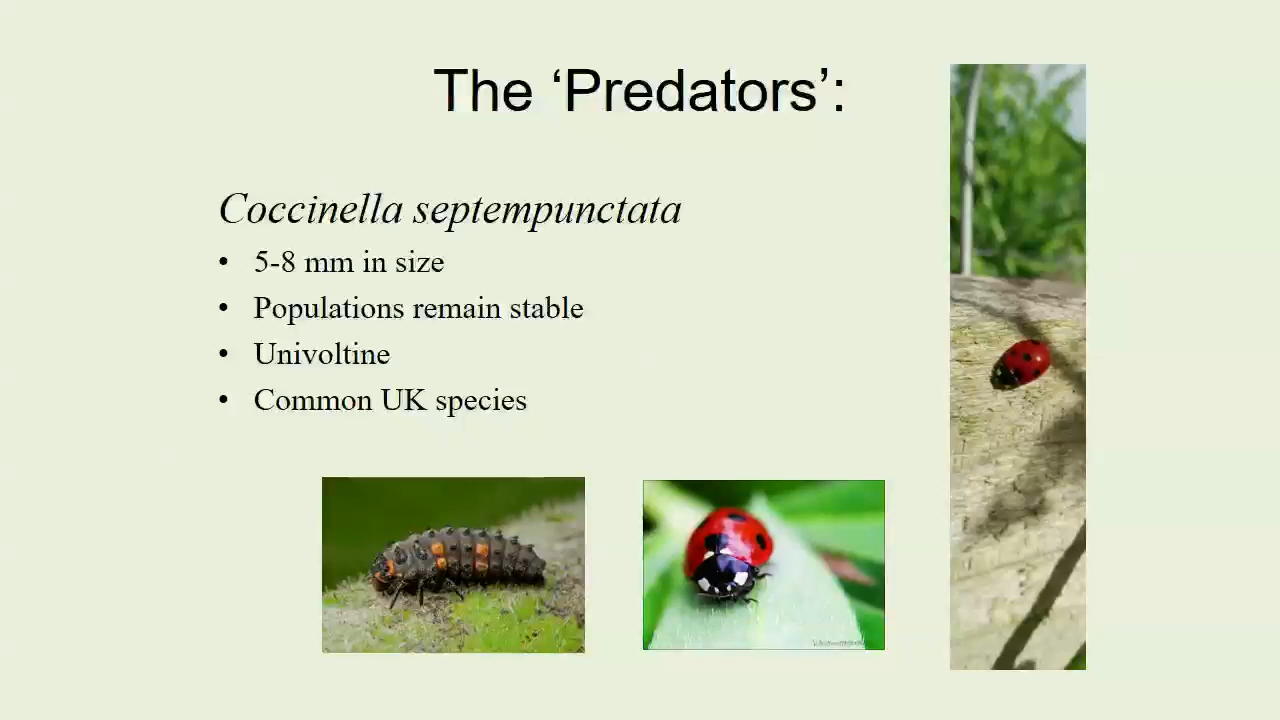 The ‘Predators’:
Coccinella septempunctata
• 5-8 mm in size
• Populations remain stable
• Univoltine
• Common UK species